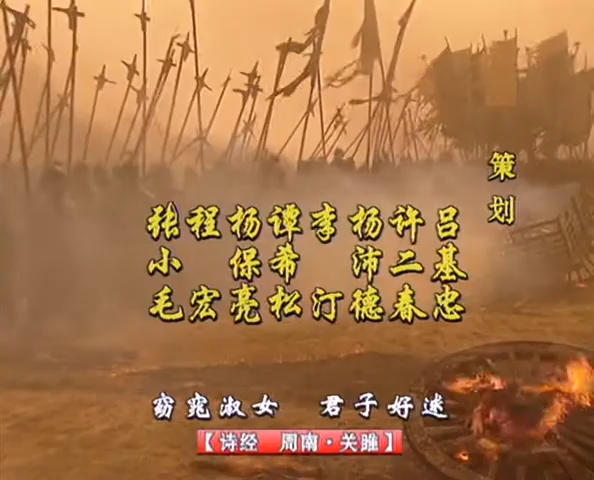 策划
吕基忠
许二春
杨沛德
李汀
谭希松
杨保亮
程宏
张小毛
窈窕淑女 君子好逑
【诗经 周南·关雎】